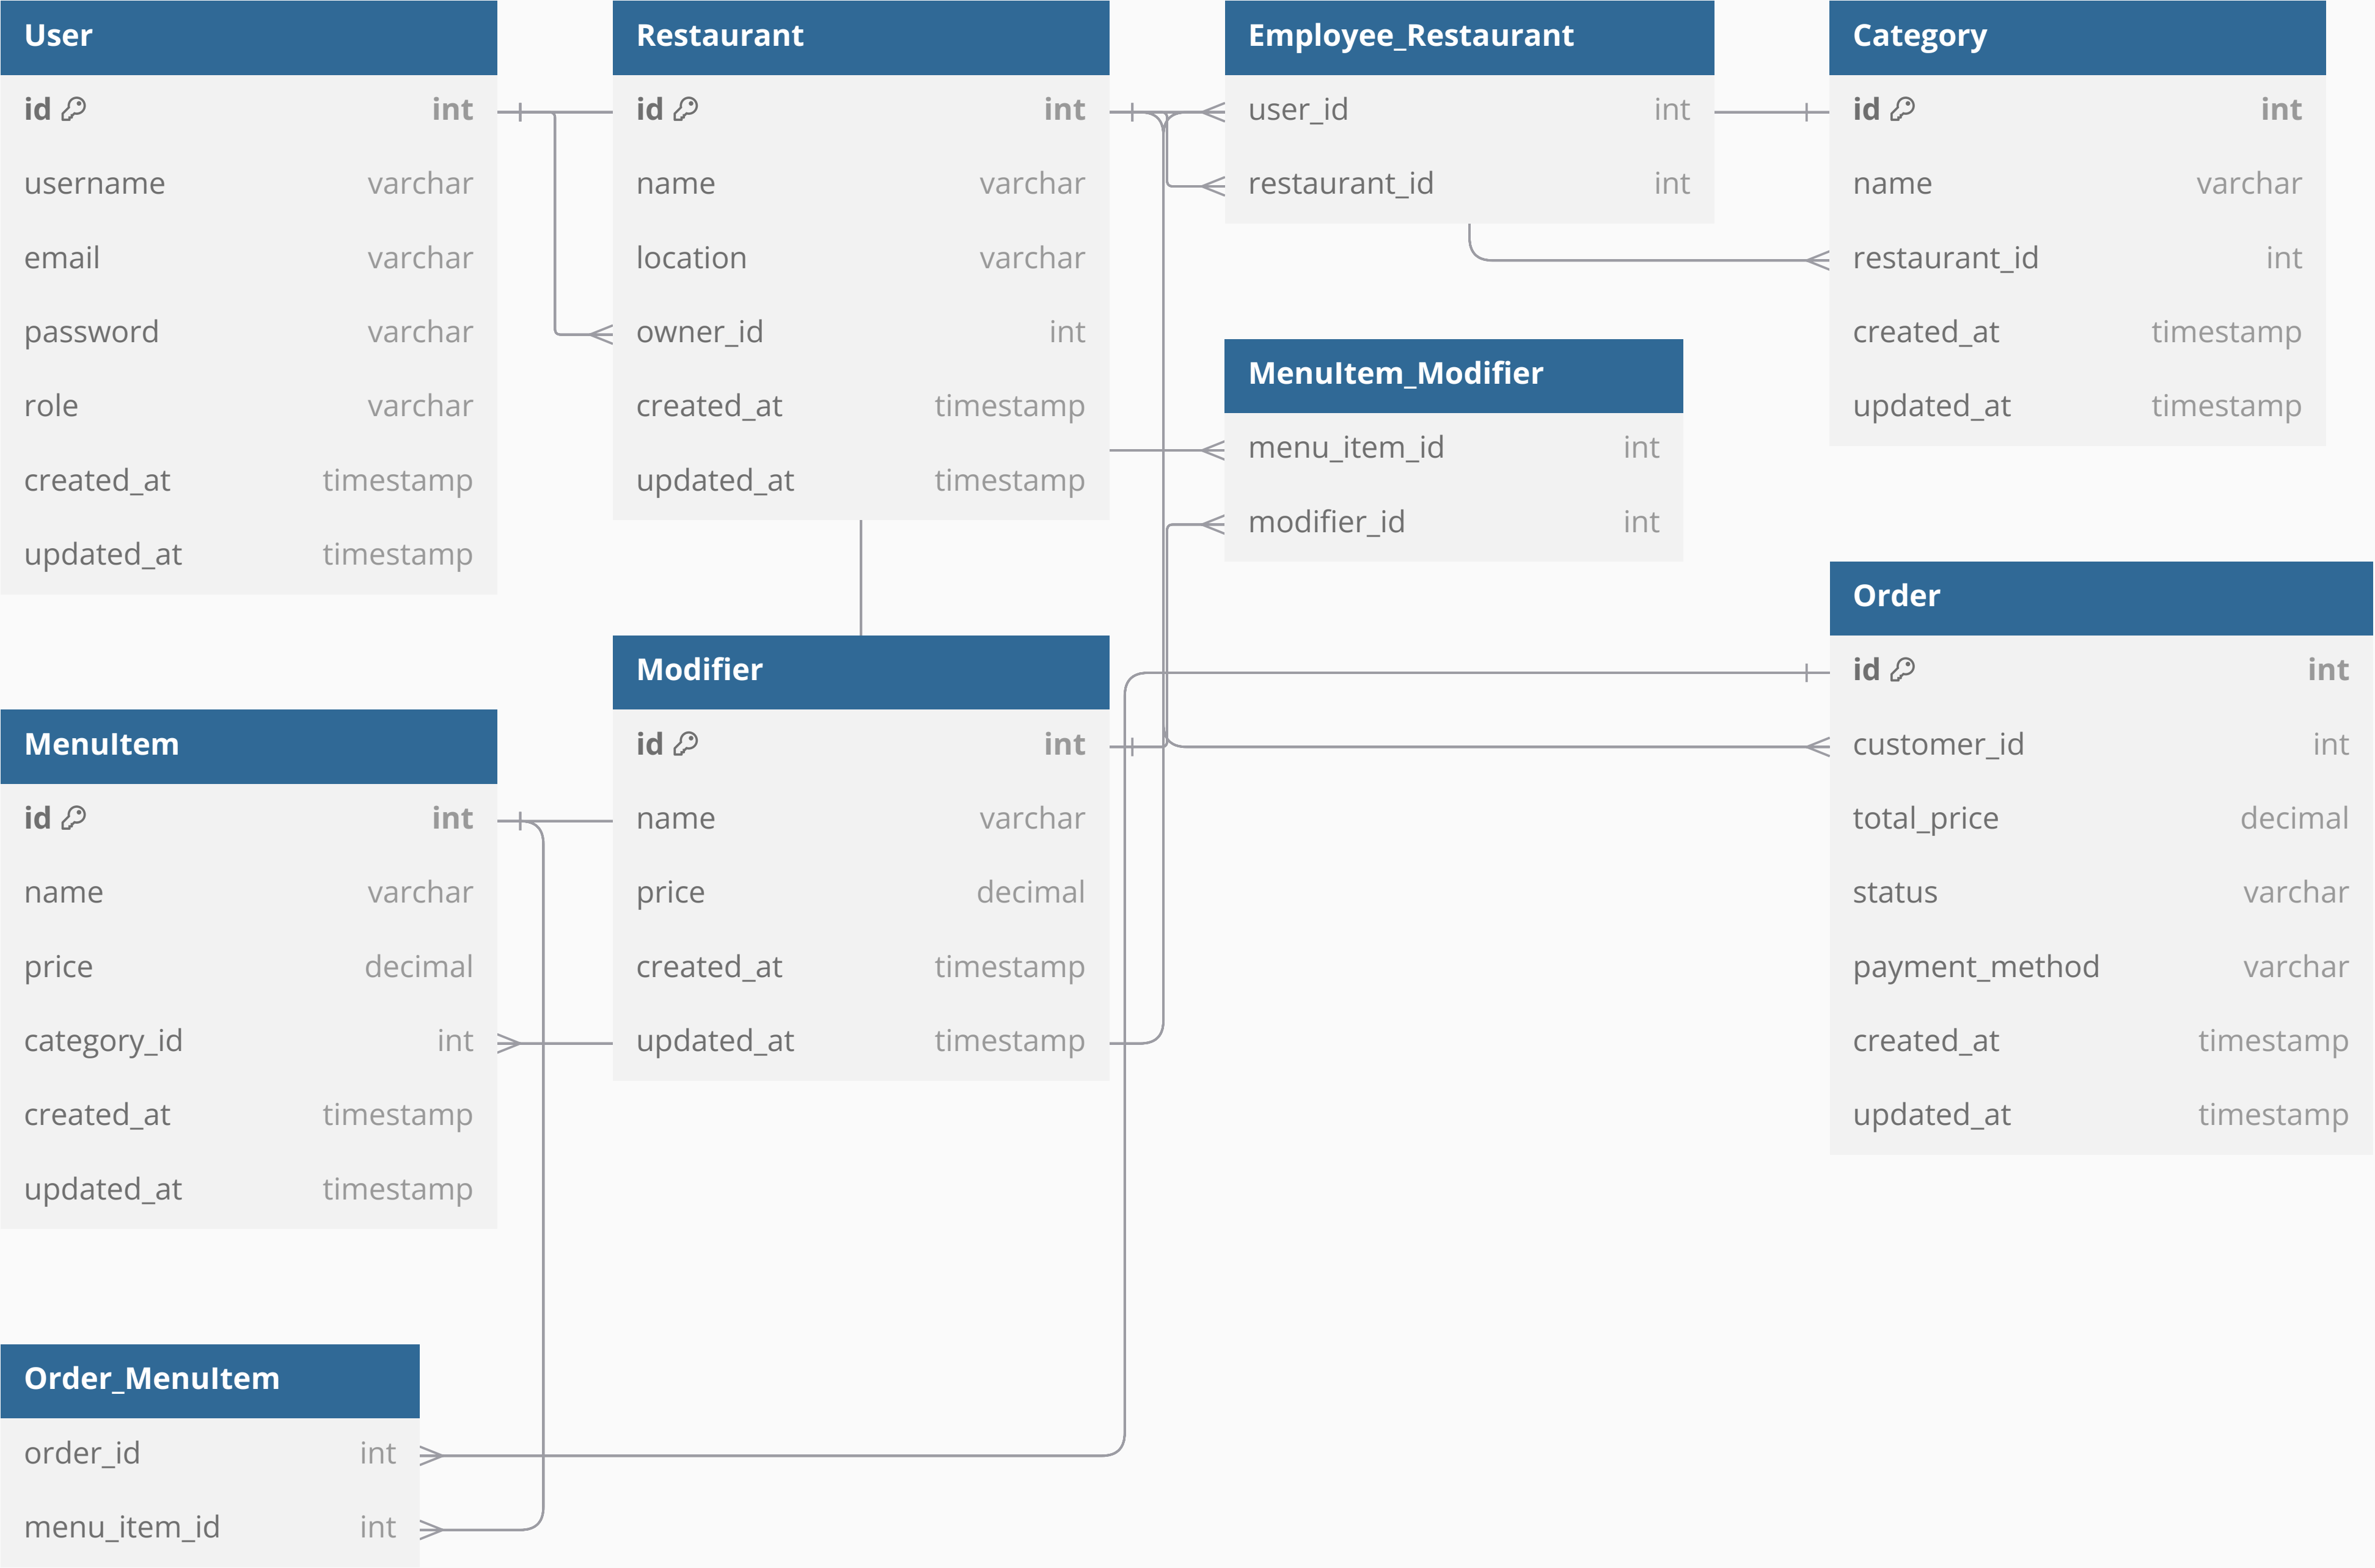 User
id int
username varchar
email varchar
password varchar
role varchar
created_at timestamp
updated_at timestamp
Restaurant
id int
name varchar
location varchar
owner_id int
created_at timestamp
updated_at timestamp
Employee_Restaurant
user_id int
restaurant_id int
Category
id int
name varchar
restaurant_id int
created_at timestamp
updated_at timestamp
MenuItem_Modifier
menu_item_id int
modifier_id int
Order
id int
customer_id int
total_price decimal
status varchar
payment_method varchar
created_at timestamp
updated_at timestamp
Modifier
id int
name varchar
price decimal
created_at timestamp
updated_at timestamp
MenuItem
id int
name varchar
price decimal
category_id int
created_at timestamp
updated_at timestamp
Order_MenuItem
order_id int
menu_item_id int